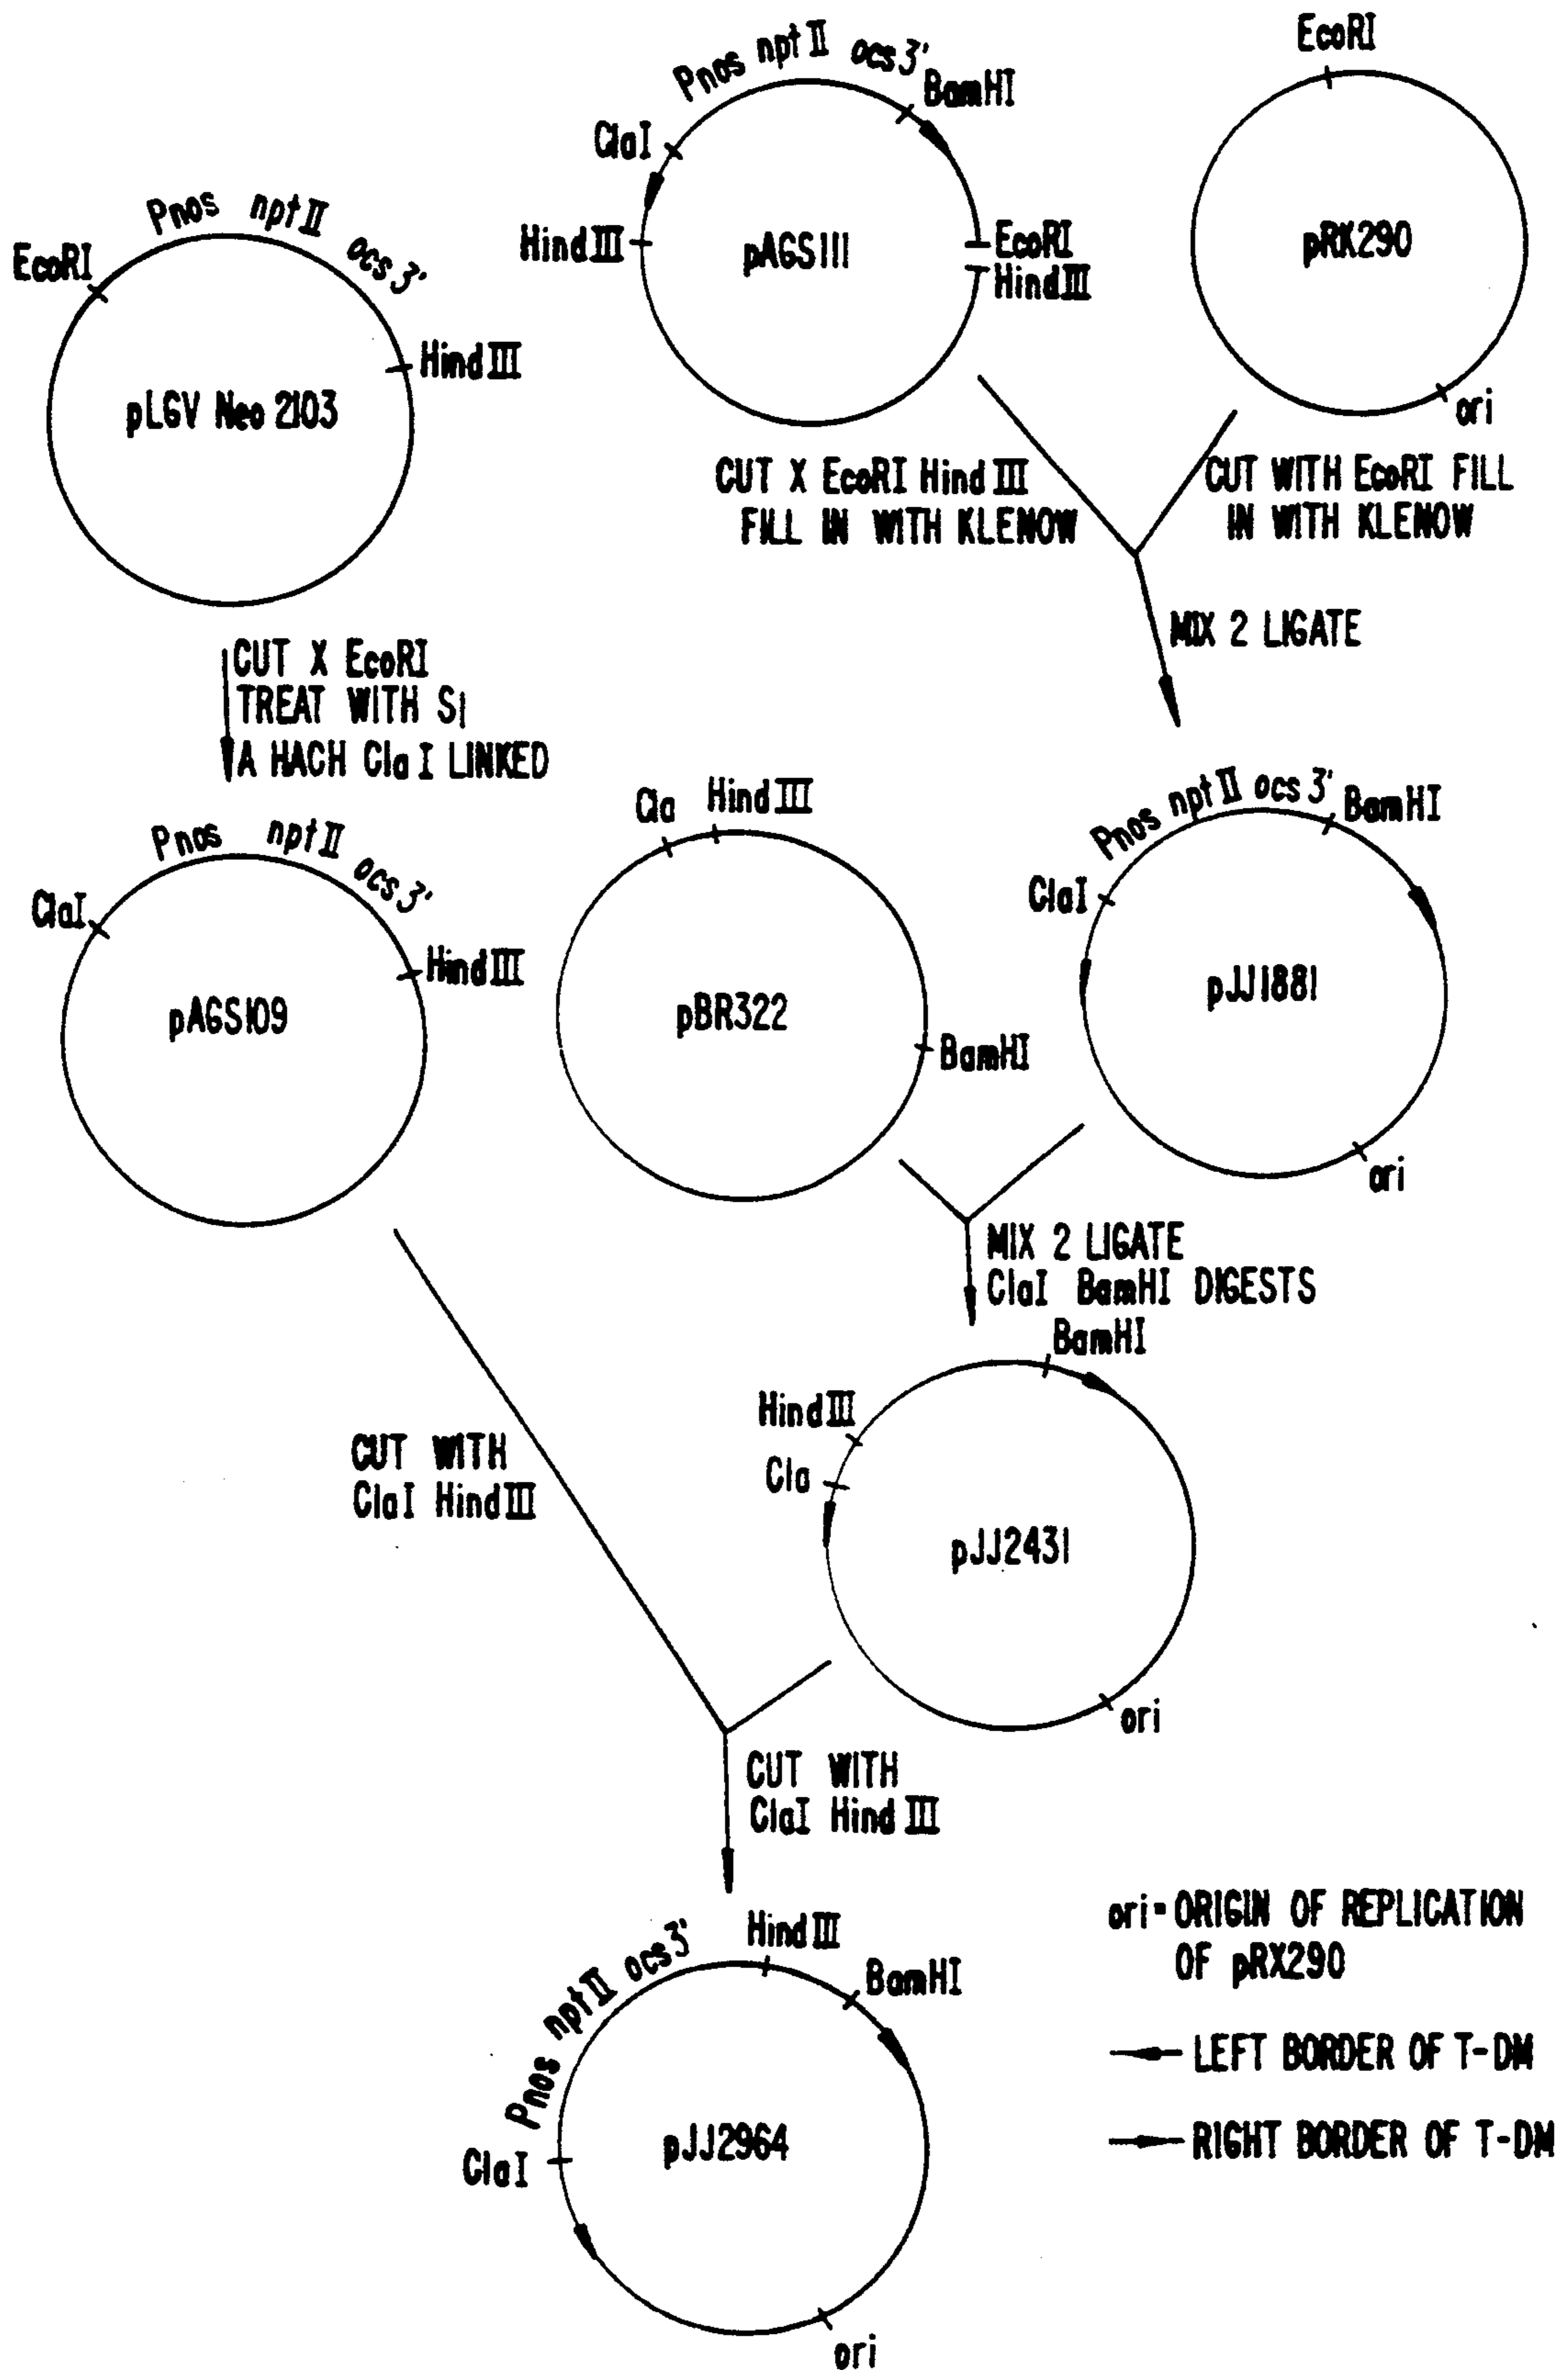 Pnos nptII ocs3'
BamHI
ClaI
HindIII
pAGS111
EcoRI
HindIII
EcoRI
pRK290
ori
Pnos nptII ocs3'
EcoRI
HindIII
pLGV Neo 2103
CUT X EcoRI HindIII
FILL IN WITH KLENOW
CUT WITH EcoRI FILL
IN WITH KLENOW
MIX 2 LIGATE
CUT X EcoRI
TREAT WITH S1
A HACH ClaI LINKED
Pnos nptII ocs3'
ClaI
HindIII
pAGS109
Cla HindIII
pBR322
BamHI
Pnos nptII ocs3'
BamHI
ClaI
pJJ1881
ori
MIX 2 LIGATE
ClaI BamHI DIGESTS
BamHI
HindIII
Cla
pJJ2431
ori
CUT WITH
ClaI HindIII
CUT WITH
ClaI HindIII
Pnos nptII ocs3'
HindIII
BamHI
ClaI
pJJ2964
ori
ori=ORIGIN OF REPLICATION
OF pRX290
LEFT BORDER OF T-DM
RIGHT BORDER OF T-DM